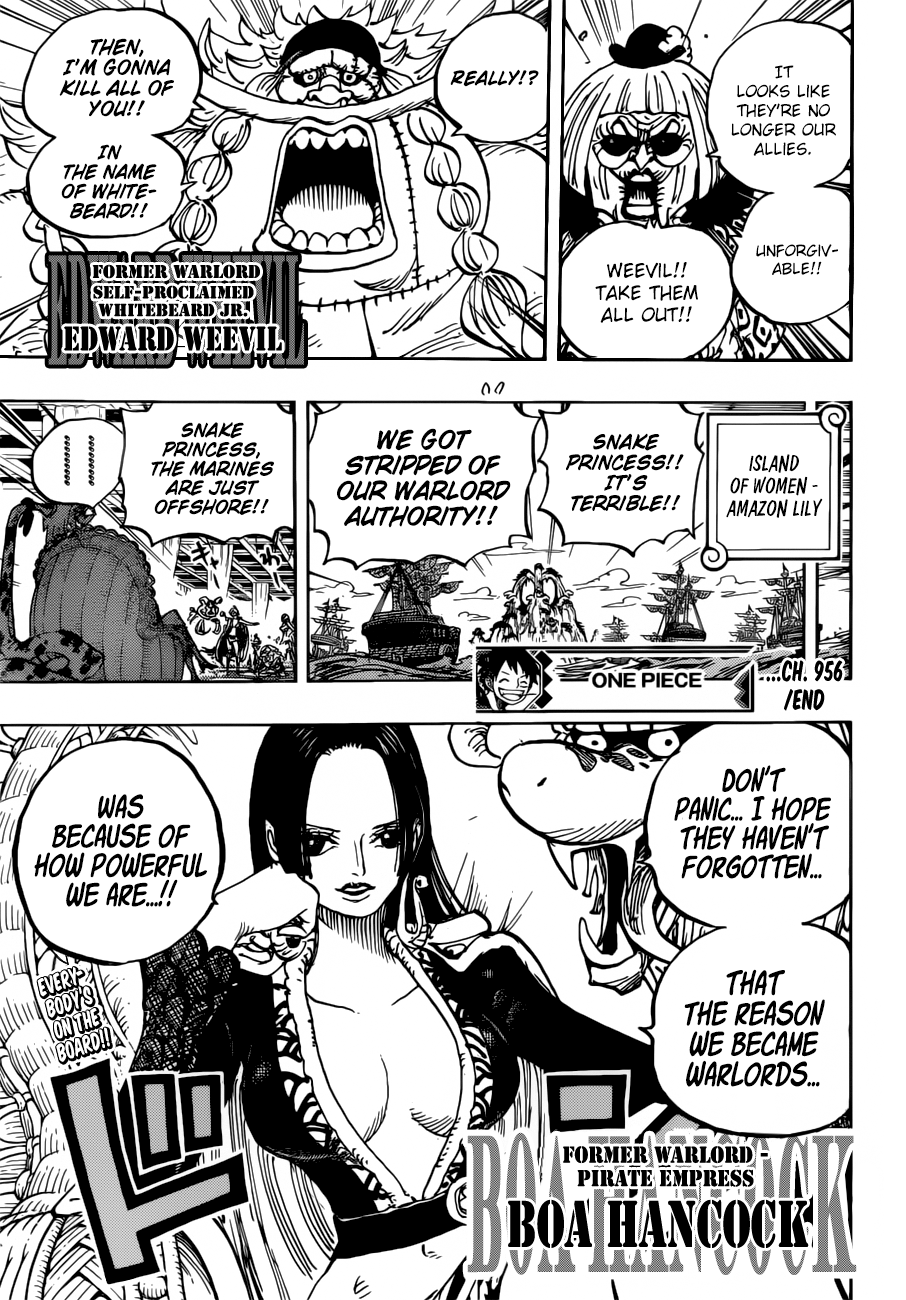 IT
LOOKS LIKE
THEY'RE NO
LONGER OUR
ALLIES.
UNFORGIV-
ABLE!!
WEEVIL!!
TAKE THEM
ALL OUT!!
REALLY!?
THEN,
I'M GONNA
KILL ALL OF
YOU!!
IN
THE NAME
OF WHITE-
BEARD!!
FORMER WARLORD
SELF-PROCLAIMED
WHITEBEARD JR.
EDWARD WEEVIL
ISLAND
OF WOMEN -
AMAZON LILY
SNAKE
PRINCESS!!
IT'S
TERRIBLE!!
WE GOT
STRIPPED OF
OUR WARLORD
AUTHORITY!!
SNAKE
PRINCESS,
THE MARINES
ARE JUST
OFFSHORE!!
ONE PIECE
....CH. 956
/END
DON'T
PANIC... I HOPE
THEY HAVEN'T
FORGOTTEN...
THAT
THE REASON
WE BECAME
WARLORDS...
WAS
BECAUSE OF
HOW POWERFUL
WE ARE...!!
EVERY-
BODY'S
ON THE
BOARD!!
ドン
FORMER WARLORD -
PIRATE EMPRESS
BOA HANCOCK